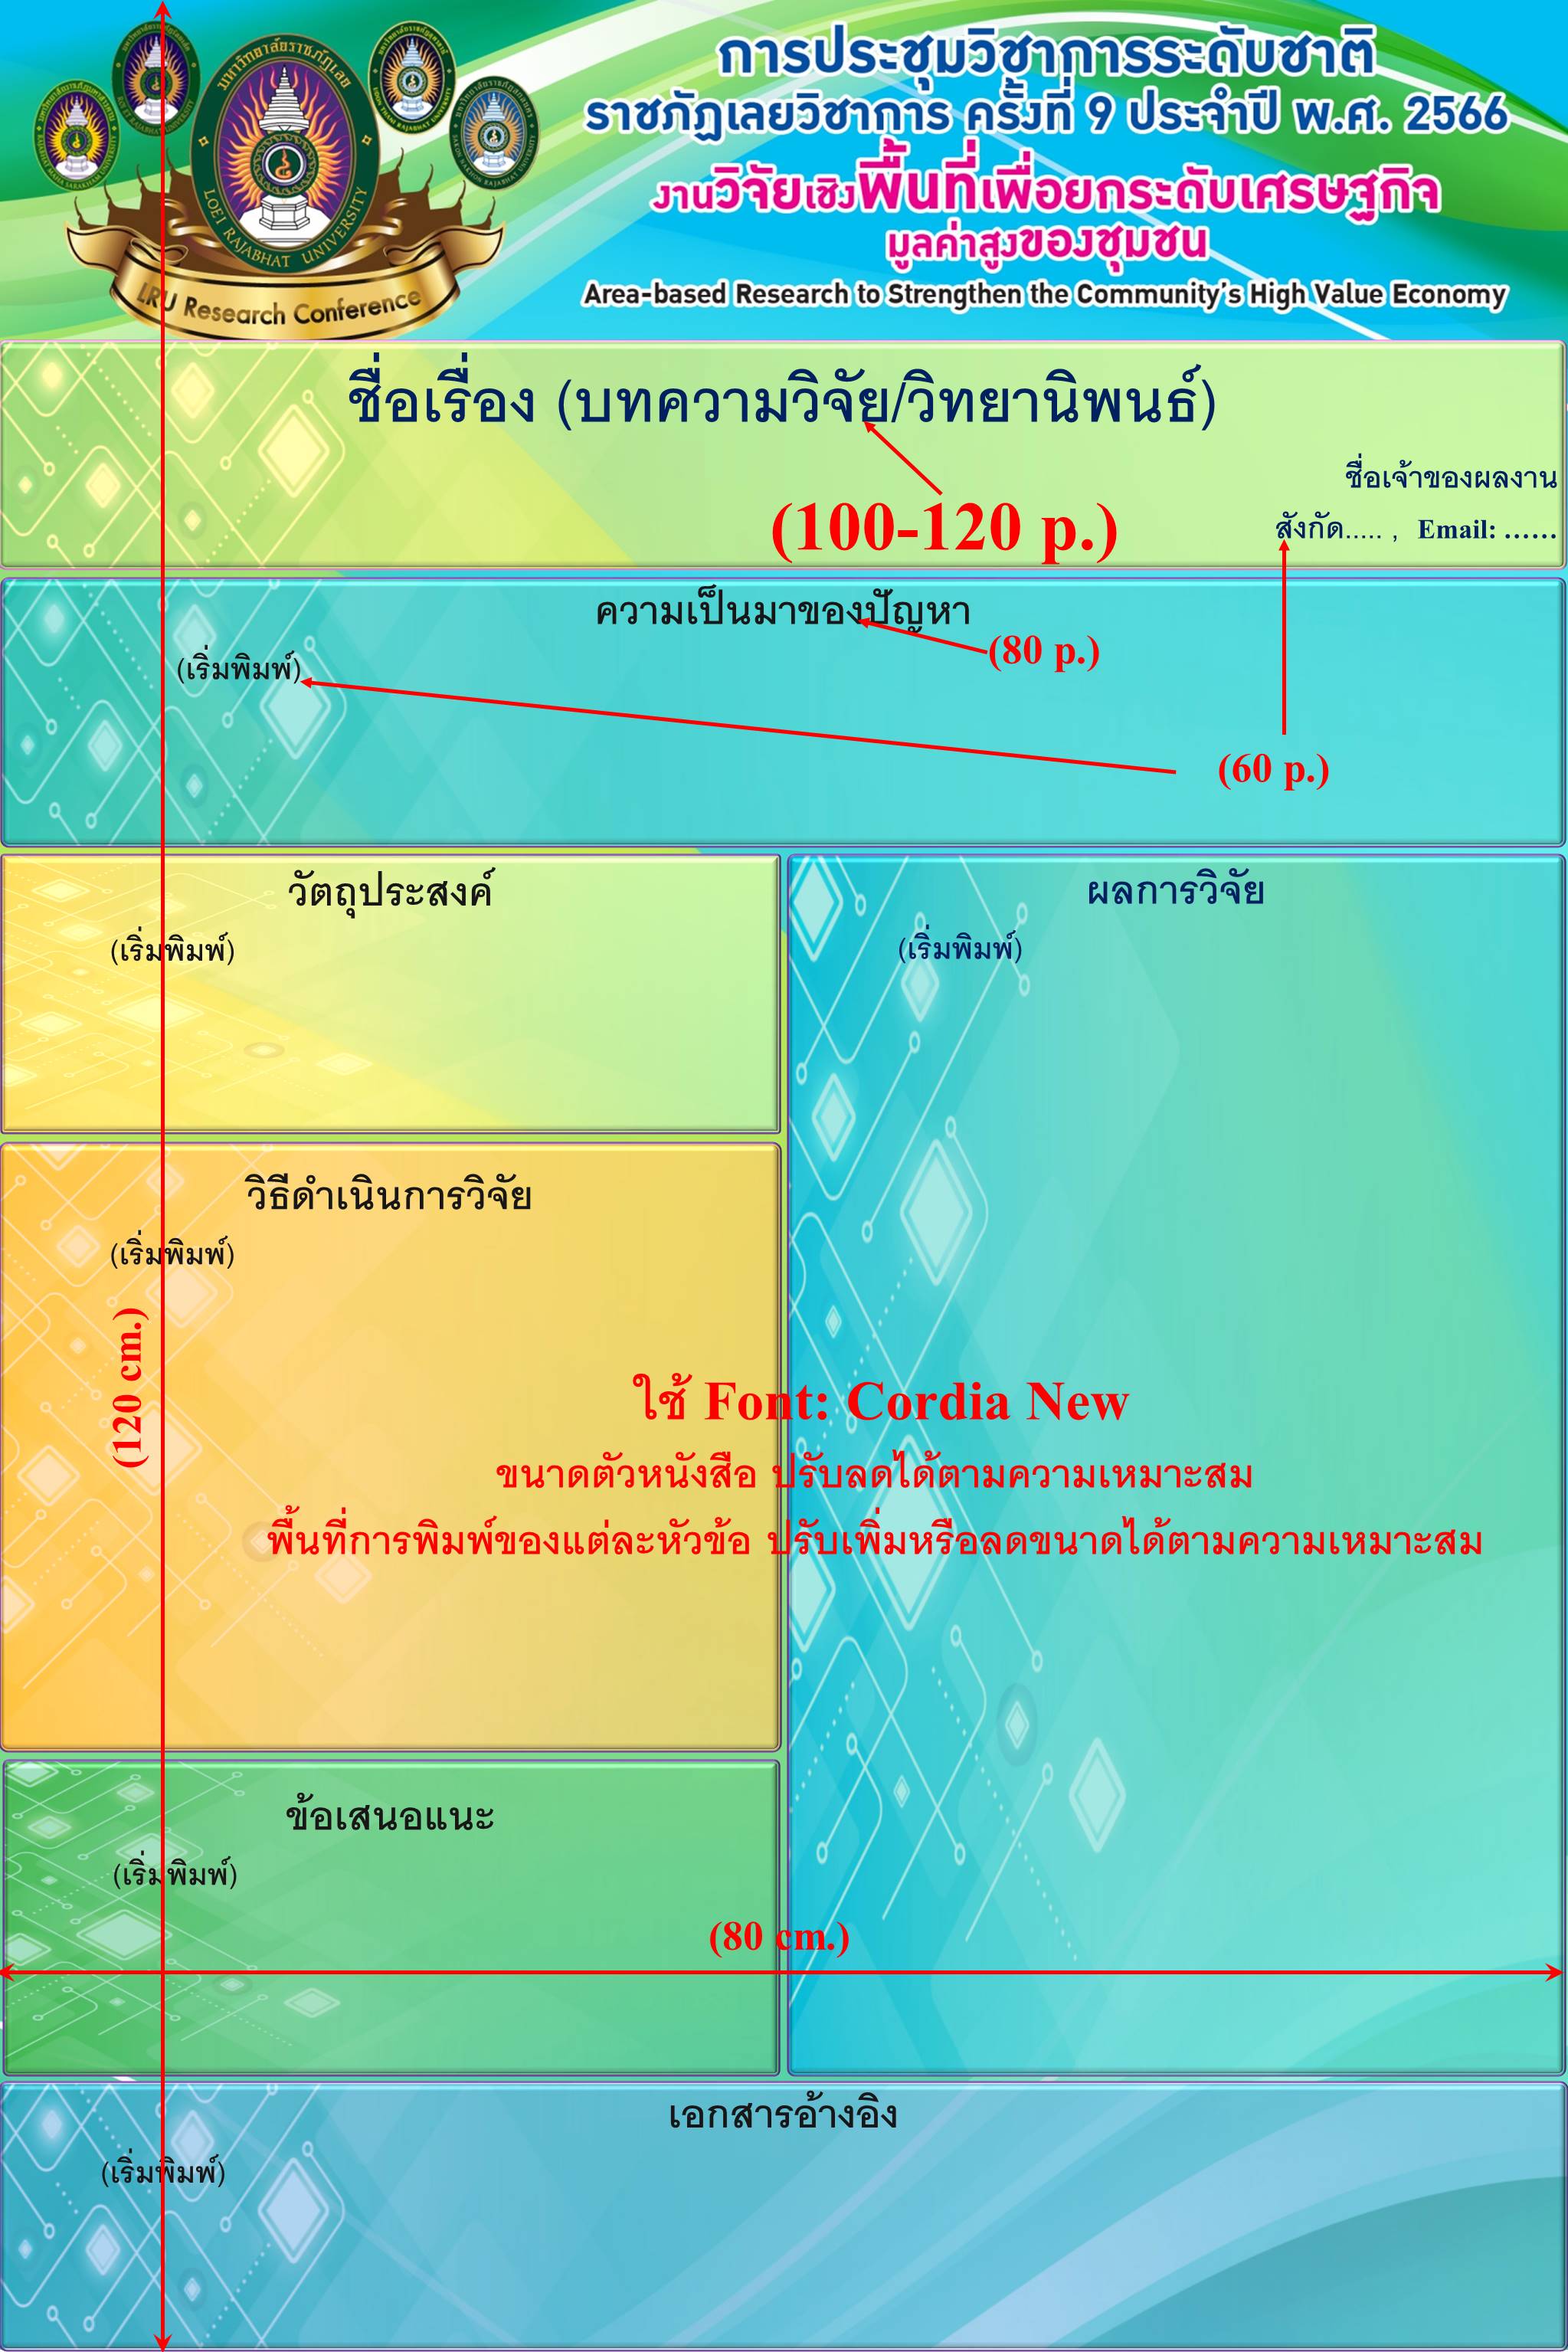 การประชุมวิชาการระดับชาติ
ราชภัฏเลยวิชาการ ครั้งที่ 9 ประจำปี พ.ศ. 2566
งานวิจัยเชิงพื้นที่เพื่อยกระดับเศรษฐกิจ
มูลค่าสูงของชุมชน
Area-based Research to Strengthen the Community's High Value Economy
มหาวิทยาลัยราชภัฏเลย
LOEI RAJABHAT UNIVERSITY
LRU Research Conference
ชื่อเรื่อง (บทความวิจัย/วิทยานิพนธ์)
(100-120 p.)
ชื่อเจ้าของผลงาน
สังกัด..... , Email: ......
ความเป็นมาของปัญหา
(80 p.)
(เริ่มพิมพ์)
(60 p.)
วัตถุประสงค์
(เริ่มพิมพ์)
ผลการวิจัย
(เริ่มพิมพ์)
วิธีดำเนินการวิจัย
(เริ่มพิมพ์)
(120 cm.)
ใช้ Font: Cordia New
ขนาดตัวหนังสือ ปรับลดได้ตามความเหมาะสม
พื้นที่การพิมพ์ของแต่ละหัวข้อ ปรับเพิ่มหรือลดขนาดได้ตามความเหมาะสม
ข้อเสนอแนะ
(เริ่มพิมพ์)
(80 cm.)
เอกสารอ้างอิง
(เริ่มพิมพ์)